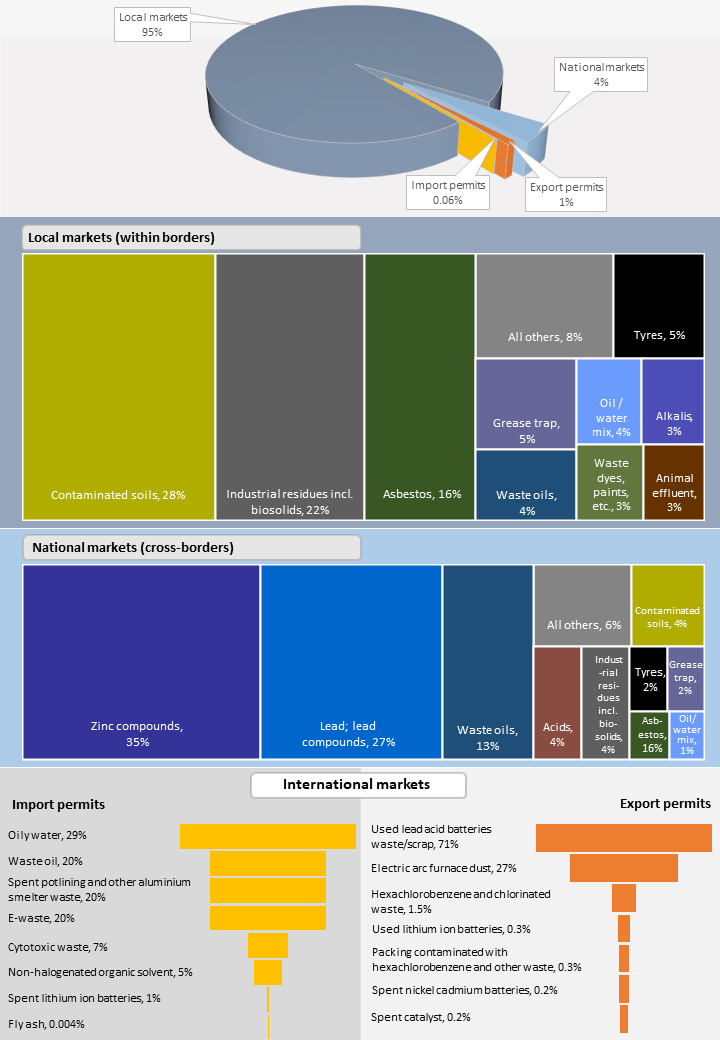 Local markets
95%
National markets
4%
Import pemits
0.06%
Export pemits
1%
Local markets (within borders)
Contaminated soils, 28%
Industrial residues incl.
biosolids, 22%
Asbestos, 16%
All others, 8%
Tyres, 5%
Grease trap,
5%
Oil /
water
mix, 4%
Alkalis,
3%
Waste oils,
4%
Waste
dyes,
paints,
etc., 3%
Animal
effluent,
3%
National markets (cross-borders)
Zinc compounds,
35%
Lead; lead
compounds, 27%
Waste oils,
13%
All others, 6%
Contaminated
soils, 4%
Acids,
4%
Indust
-rial
resi-
dues
incl.
bio-
solids,
4%
Tyres,
2%
Grease
trap,
2%
Asb-
estos,
16%
Oil/
water
mix,
1%
International markets
Import permits
Oily water, 29%
Waste oil, 20%
Spent potlining and other aluminium
smelter waste, 20%
E-waste, 20%
Cytotoxic waste, 7%
Non-halogenated organic solvent, 5%
Spent lithium ion batteries, 1%
Fly ash, 0.004%
Export permits
Used lead acid batteries
waste/scrap, 71%
Electric arc furnace dust, 27%
Hexachlorobenzene and chlorinated
waste, 1.5%
Used lithium ion batteries, 0.3%
Packing contaminated with
hexachlorobenzene and other waste, 0.3%
Spent nickel cadmium batteries, 0.2%
Spent catalyst, 0.2%